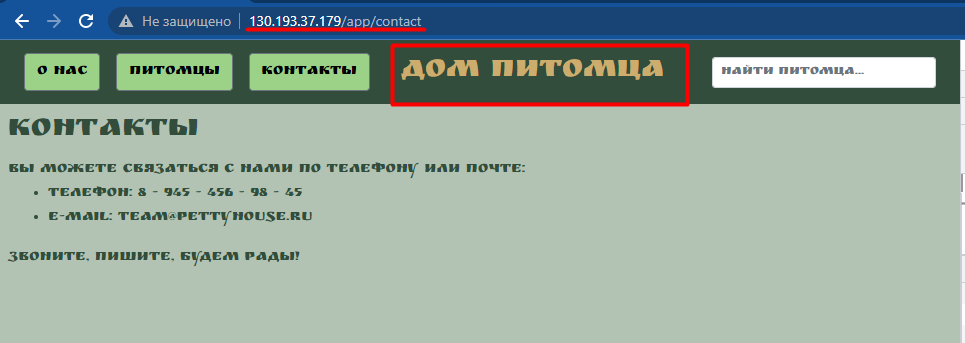 Не защищено 130.193.37.179/app/contact
О НАС ПИТОМЦЫ КОНТАКТЫ ДОМ ПИТОМЦА НАЙТИ ПИТОМЦА...
КОНТАКТЫ
ВЫ МОЖЕТЕ СВЯЗАТЬСЯ С НАМИ ПО ТЕЛЕФОНУ ИЛИ ПОЧТЕ:
• ТЕЛЕФОН: 8 - 945 - 456 - 98 - 45
• E-MAIL: TEAM@PETTYHOUSE.RU
ЗВОНИТЕ, ПИШИТЕ, БУДЕМ РАДЫ!